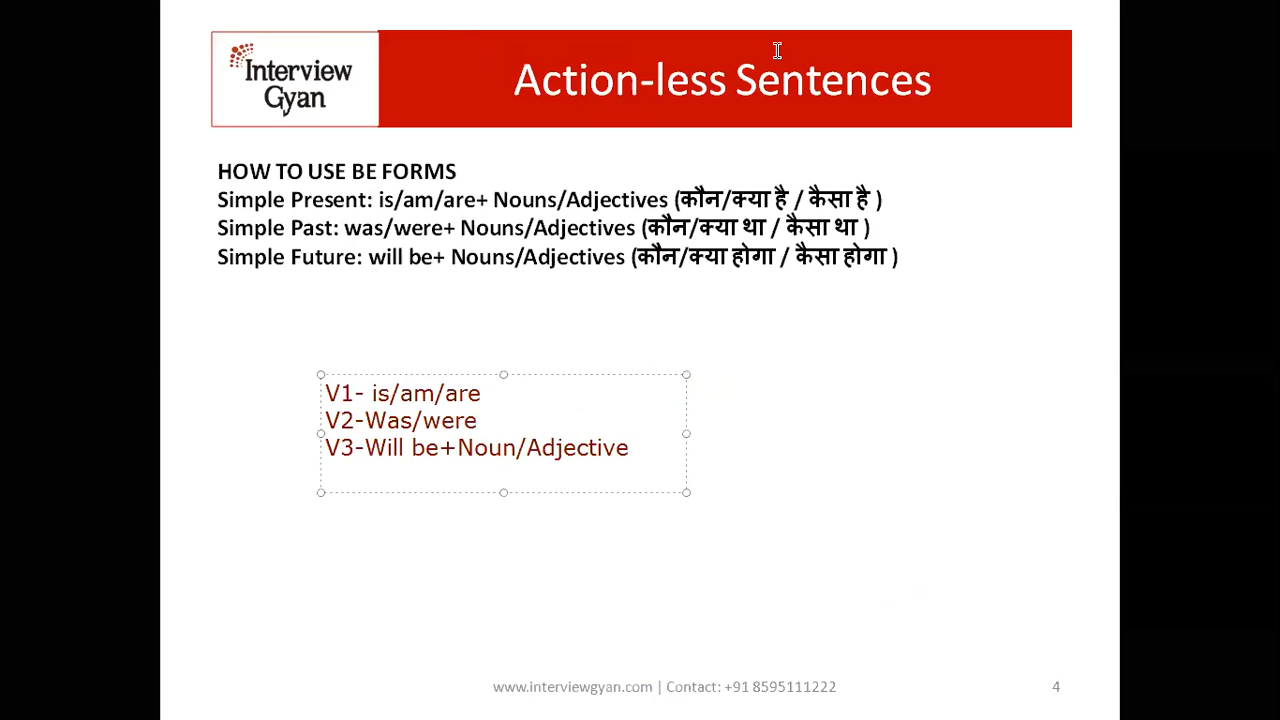 Interview
Gyan
Action-less Sentences
HOW TO USE BE FORMS
Simple Present: is/am/are+ Nouns/Adjectives (कौन/क्या है / कैसा है )
Simple Past: was/were+ Nouns/Adjectives (कौन/क्या था / कैसा था )
Simple Future: will be+ Nouns/Adjectives (कौन/क्या होगा / कैसा होगा )
V1- is/am/are
V2-Was/were
V3-Will be+Noun/Adjective
www.interviewgyan.com | Contact: +91 8595111222
4